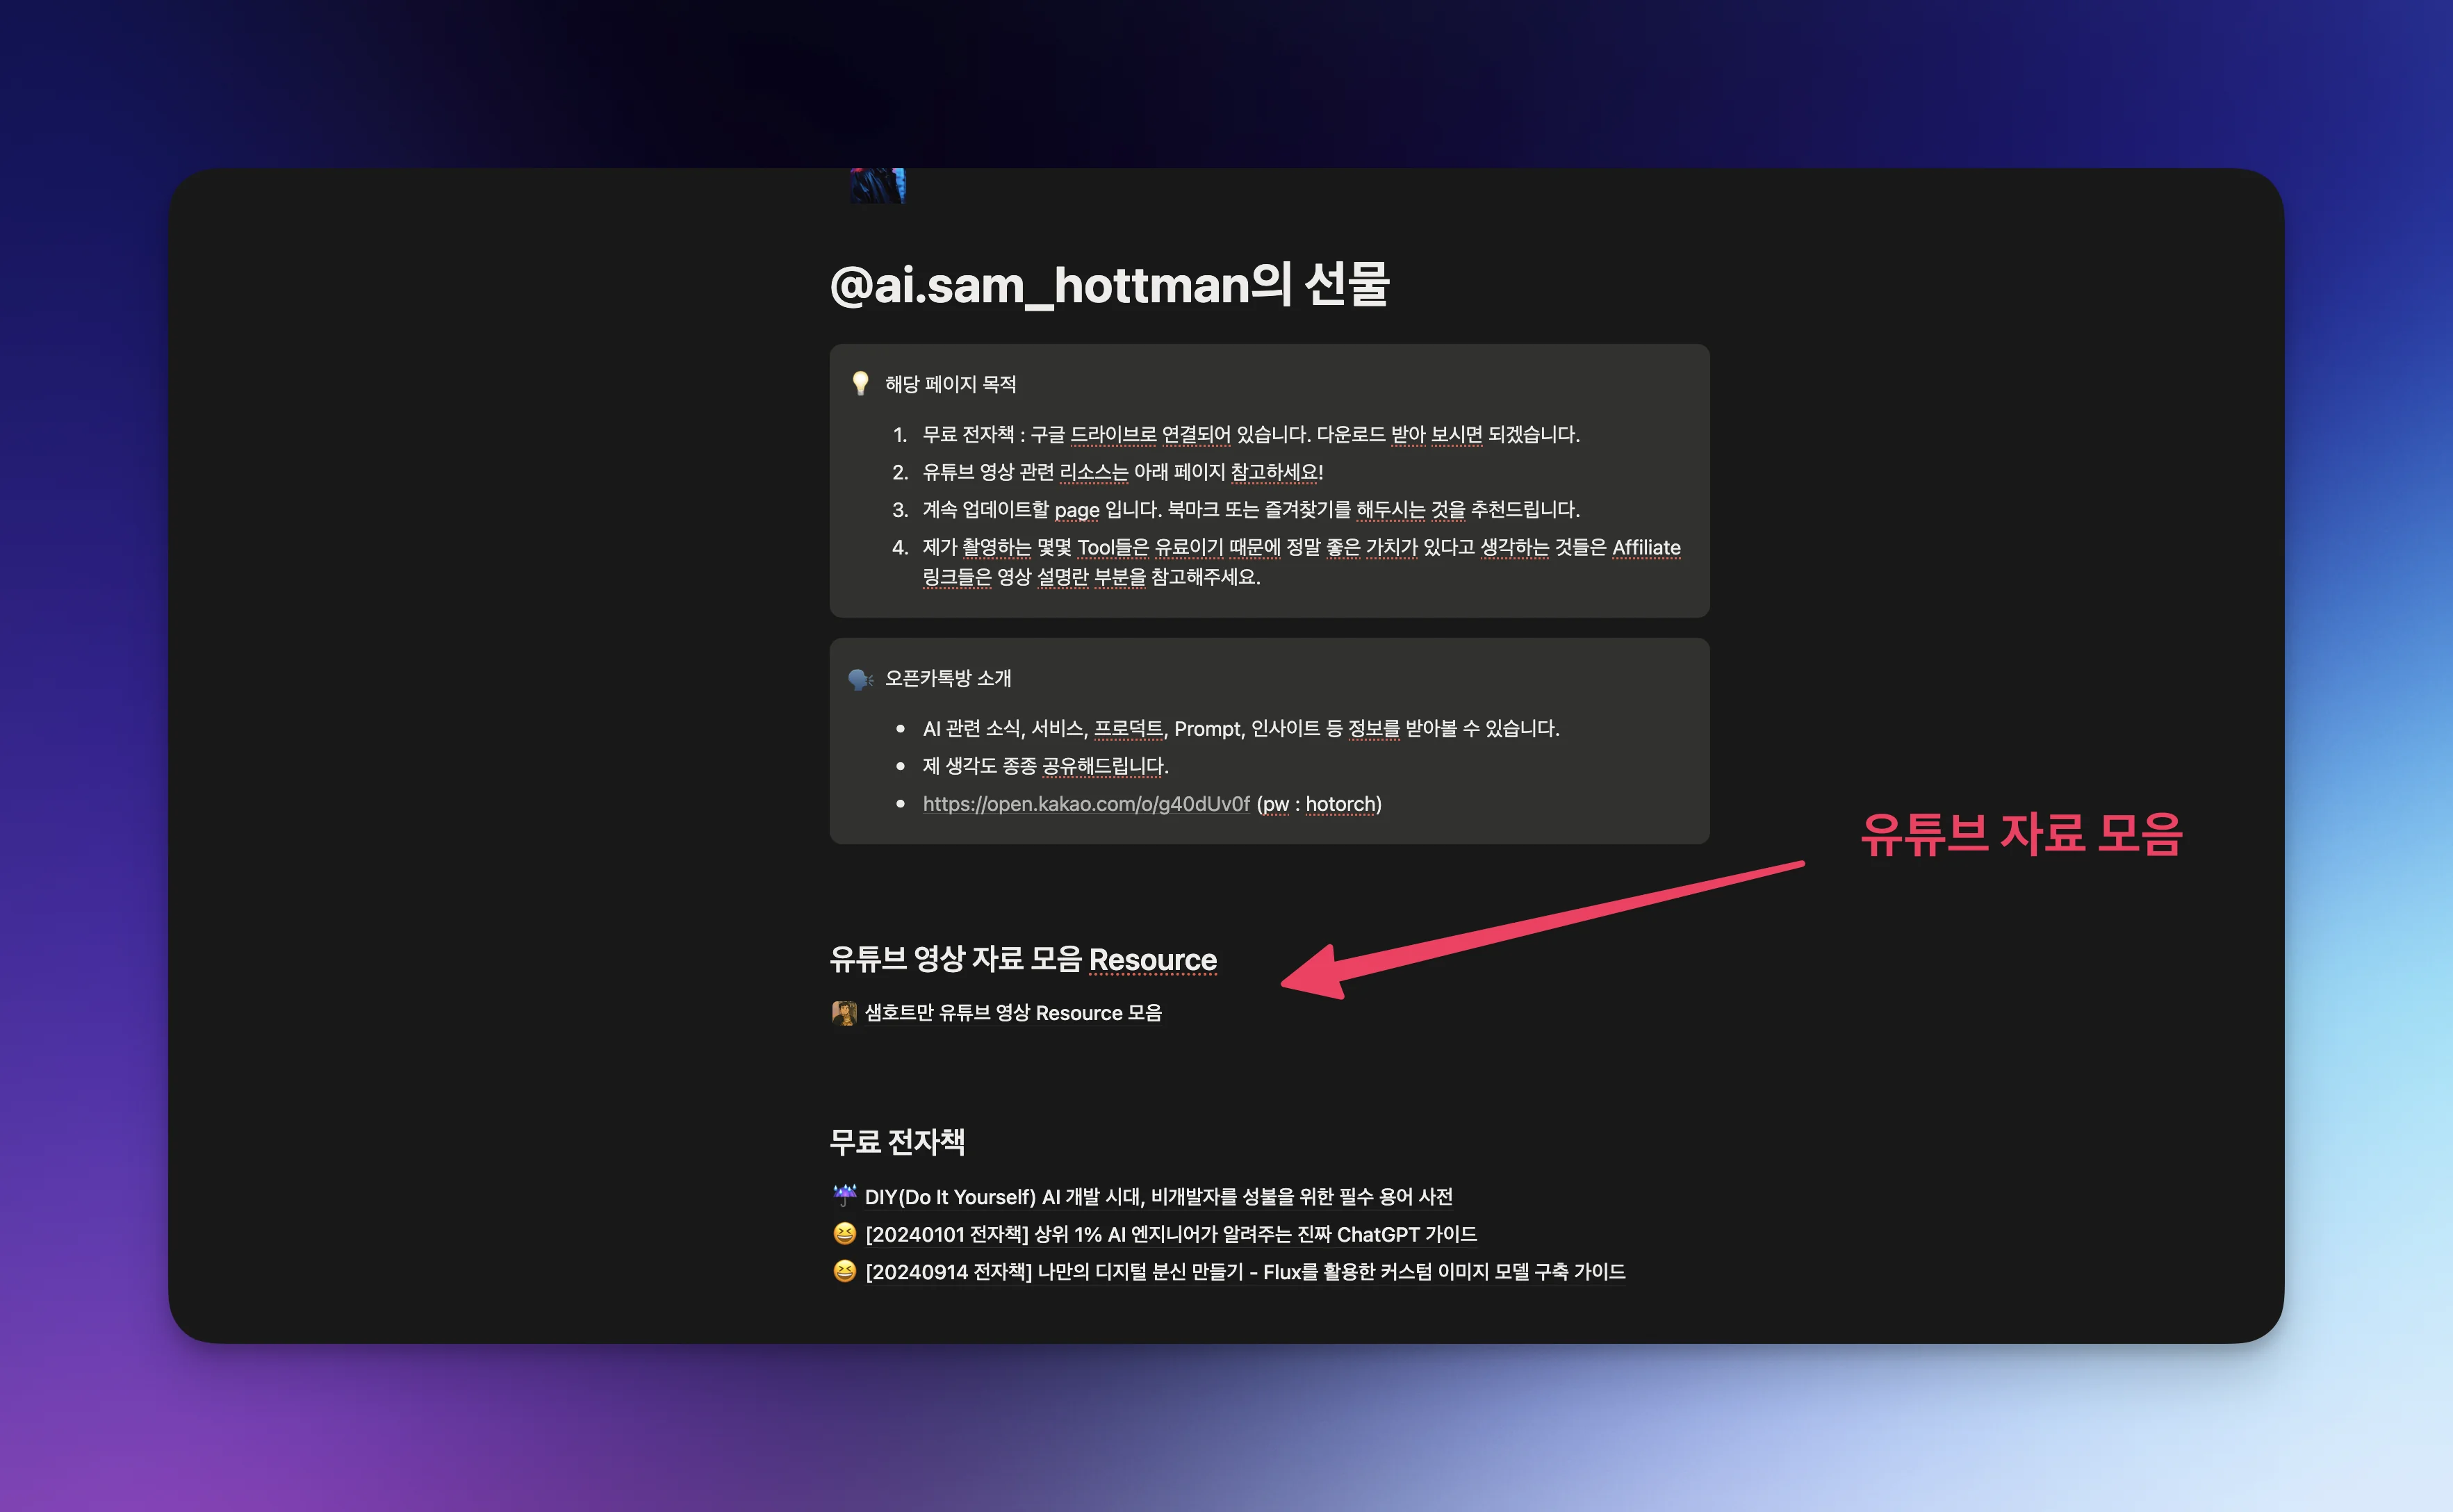 @ai.sam_hottman의 선물
해당 페이지 목적
1. 무료 전자책 : 구글 드라이브로 연결되어 있습니다. 다운로드 받아 보시면 되겠습니다.
2. 유튜브 영상 관련 리소스는 아래 페이지 참고하세요!
3. 계속 업데이트할 page 입니다. 북마크 또는 즐겨찾기를 해두시는 것을 추천드립니다.
4. 제가 촬영하는 몇몇 Tool들은 유료이기 때문에 정말 좋은 가치가 있다고 생각하는 것들은 Affiliate
링크들은 영상 설명란 부분을 참고해주세요.
오픈카톡방 소개
• AI 관련 소식, 서비스, 프로덕트, Prompt, 인사이트 등 정보를 받아볼 수 있습니다.
• 제 생각도 종종 공유해드립니다.
• https://open.kakao.com/o/g40dUv0f (pw : hotorch)
유튜브 자료 모음
유튜브 영상 자료 모음 Resource
샘호트만 유튜브 영상 Resource 모음
무료 전자책
DIY(Do It Yourself) AI 개발 시대, 비개발자를 성불을 위한 필수 용어 사전
[20240101 전자책] 상위 1% AI 엔지니어가 알려주는 진짜 ChatGPT 가이드
[20240914 전자책] 나만의 디지털 분신 만들기 - Flux를 활용한 커스텀 이미지 모델 구축 가이드